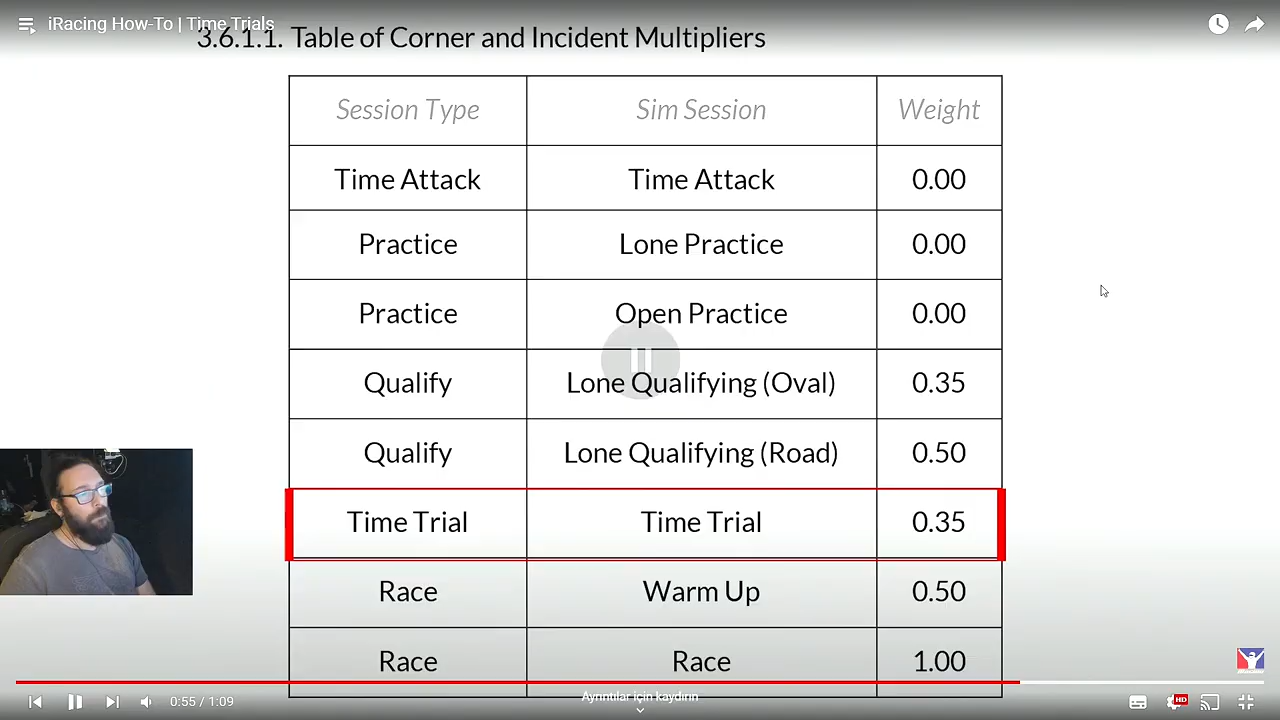 iRacing How-To | Time Trials
3.6.1.1. Table of Corner and Incident Multipliers
Session Type Sim Session Weight
Time Attack Time Attack 0.00
Practice Lone Practice 0.00
Practice Open Practice 0.00
Qualify Lone Qualifying (Oval) 0.35
Qualify Lone Qualifying (Road) 0.50
Time Trial Time Trial 0.35
Race Warm Up 0.50
Race Race 1.00
0:55 / 1:09
Ayrıntılar için kaydırın
HD